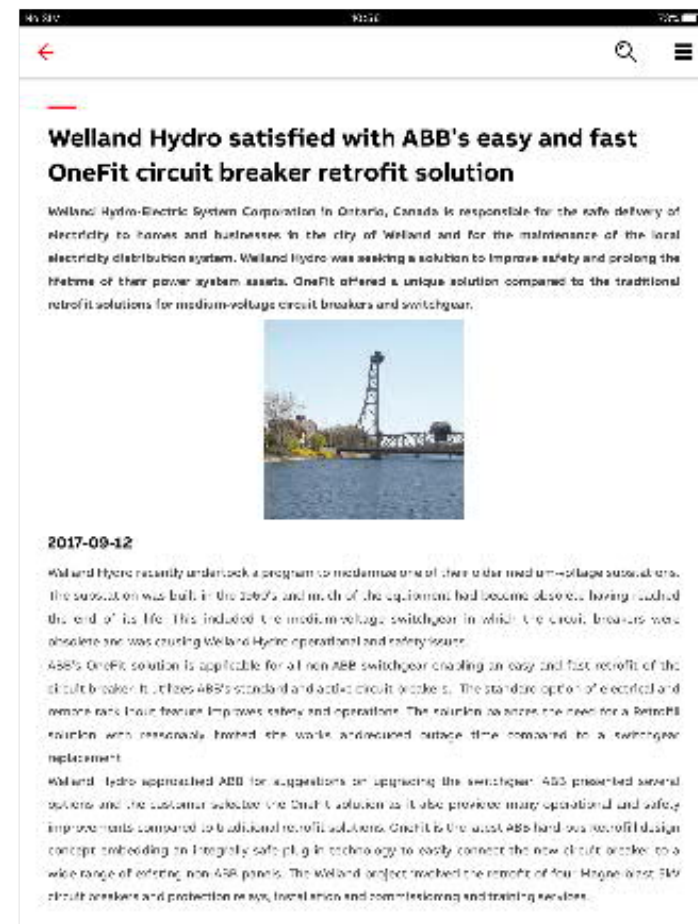 No SIM 10:56 73%
Welland Hydro satisfied with ABB's easy and fast
OneFit circuit breaker retrofit solution
Welland Hydro-Electric System Corporation in Ontario, Canada is responsible for the safe delivery of
electricity to homes and businesses in the city of Welland and for the maintenance of the local
electricity distribution system. Welland Hydro was seeking a solution to improve safety and prolong the
lifetime of their power system assets. OneFit offered a unique solution compared to the traditional
retrofit solutions for medium-voltage circuit breakers and switchgear.
2017-09-12
Welland Hydro recently undertook a program to modernize one of their older medium-voltage substations.
The substation was built in the 1960's and much of the equipment had become obsolete having reached
the end of its life. This included the medium-voltage switchgear in which the circuit breakers were
obsolete and was causing Welland Hydro operational and safety issues.
ABB's OneFit solution is applicable for all non ABB switchgear enabling an easy and fast retrofit of the
circuit breaker. It utilizes ABB's standard and active circuit breakers. The standard option of electrical and
remote rack in/out feature improves safety and operations. The solution balances the need for a Retrofill
solution with reasonably limited site works andreduced outage time compared to a switchgear
replacement
Welland Hydro approached ABB for suggestions on upgrading the switchgear. ABB presented several
options and the customer selected the OneFit solution as it also provided many operational and safety
improvements compared to traditional retrofit solutions. OneFit is the latest ABB hard-bus Retrofill design
concept embedding an integrally safe plug in technology to easily connect the new circuit breaker to a
wide range of existing non ABB panels. The Welland project involved the retrofit of four Magne-blast 5kV
circuit breakers and protection relays, installation and commissioning and training services.